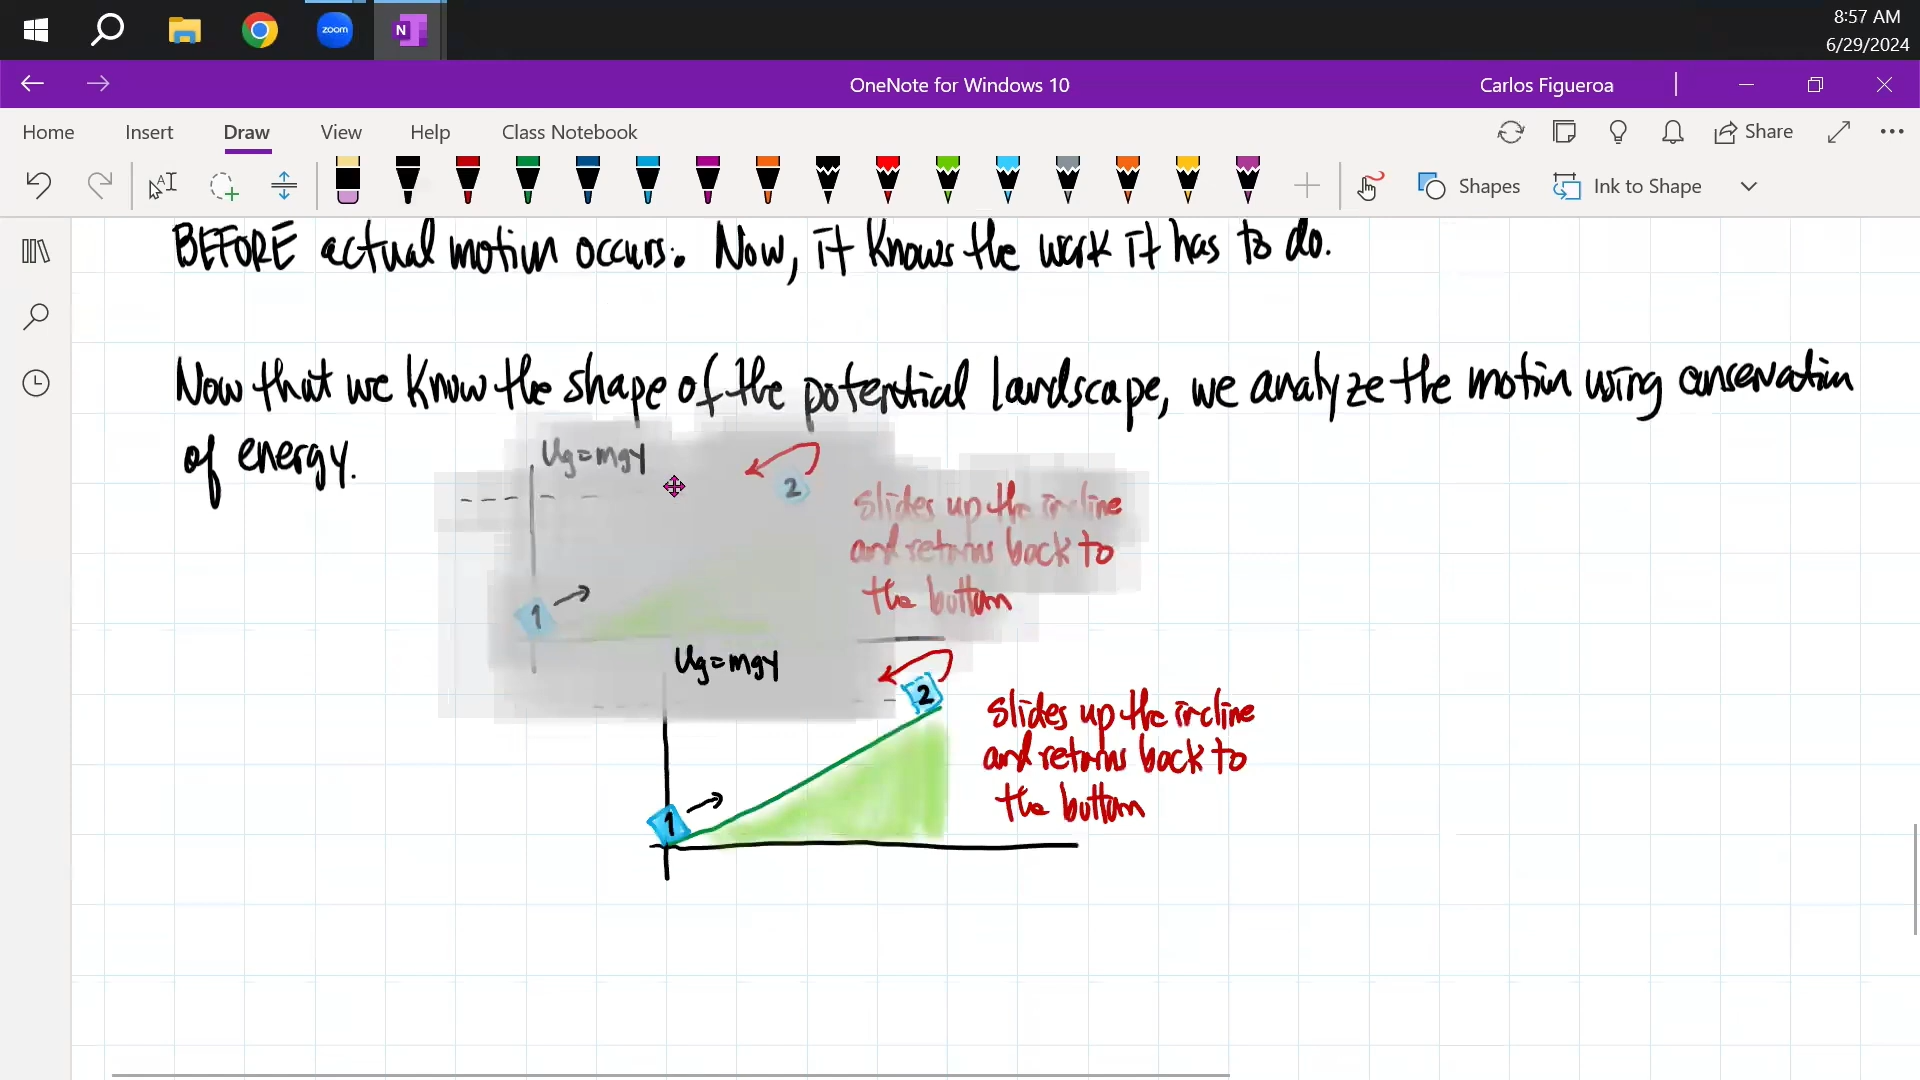 8:57 AM
zoom
N
6/29/2024
OneNote for Windows 10
Carlos Figueroa
Home Insert Draw View Help Class Notebook
Share
Shapes
Ink to Shape
BEFORE actual motion occurs. Now, it knows the work it has to do.
Now that we know the shape of the potential landscape, we analyze the motion using conservation
of energy.
Ug=mgy
2
slides up the incline
and returns back to
the bottom
1
Ug=mgy
2
slides up the incline
and returns back to
the bottom
1